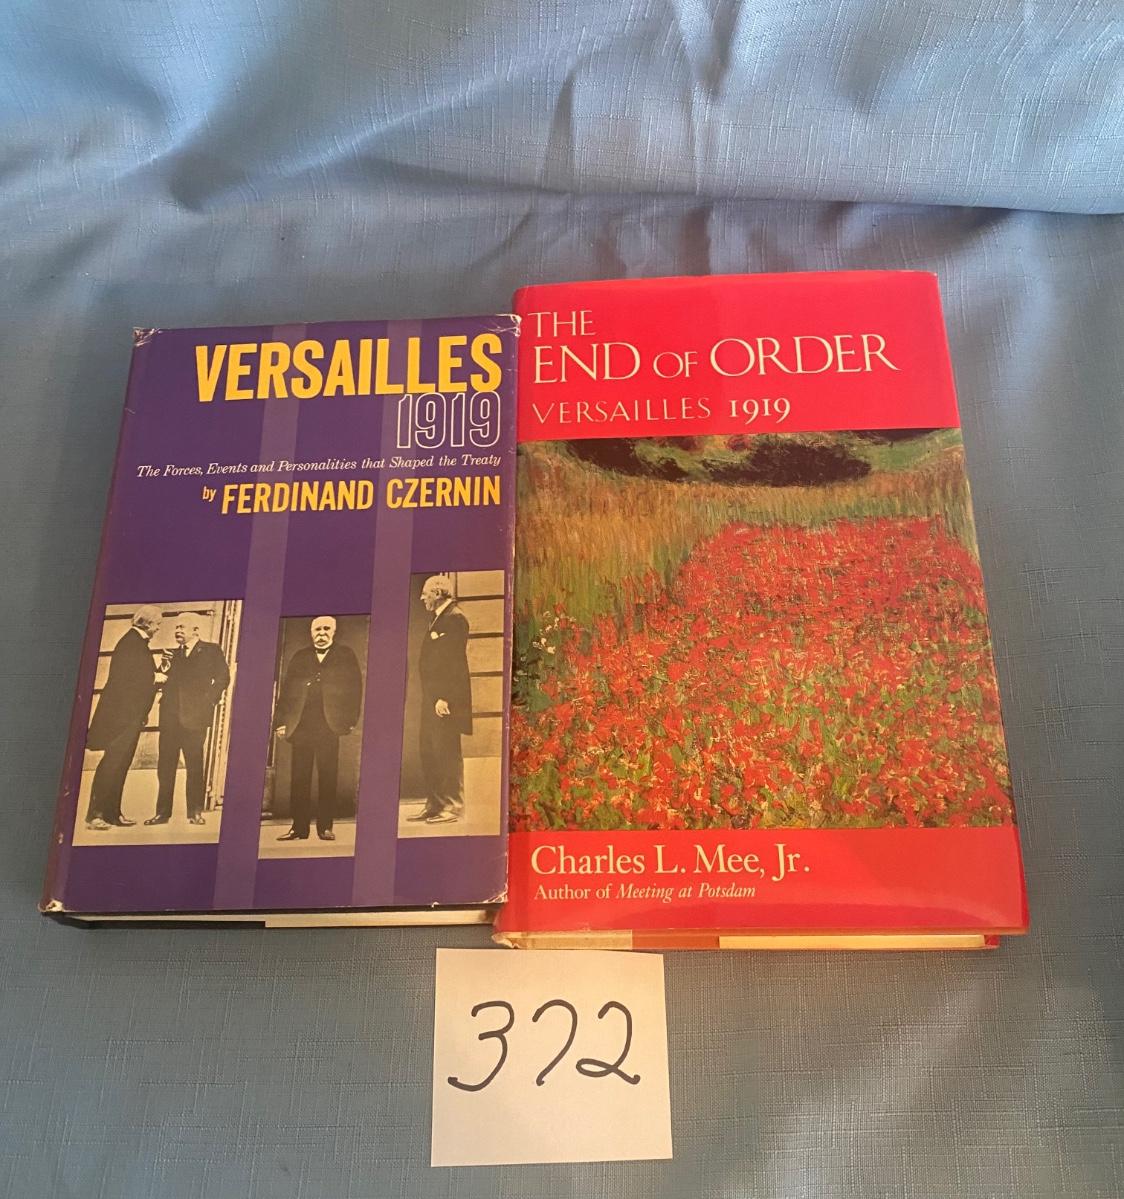 VERSAILLES
1919
The Forces, Events and Personalities that Shaped the Treaty
by FERDINAND CZERNIN
THE
END OF ORDER
VERSAILLES 1919
Charles L. Mee, Jr.
Author of Meeting at Potsdam
372